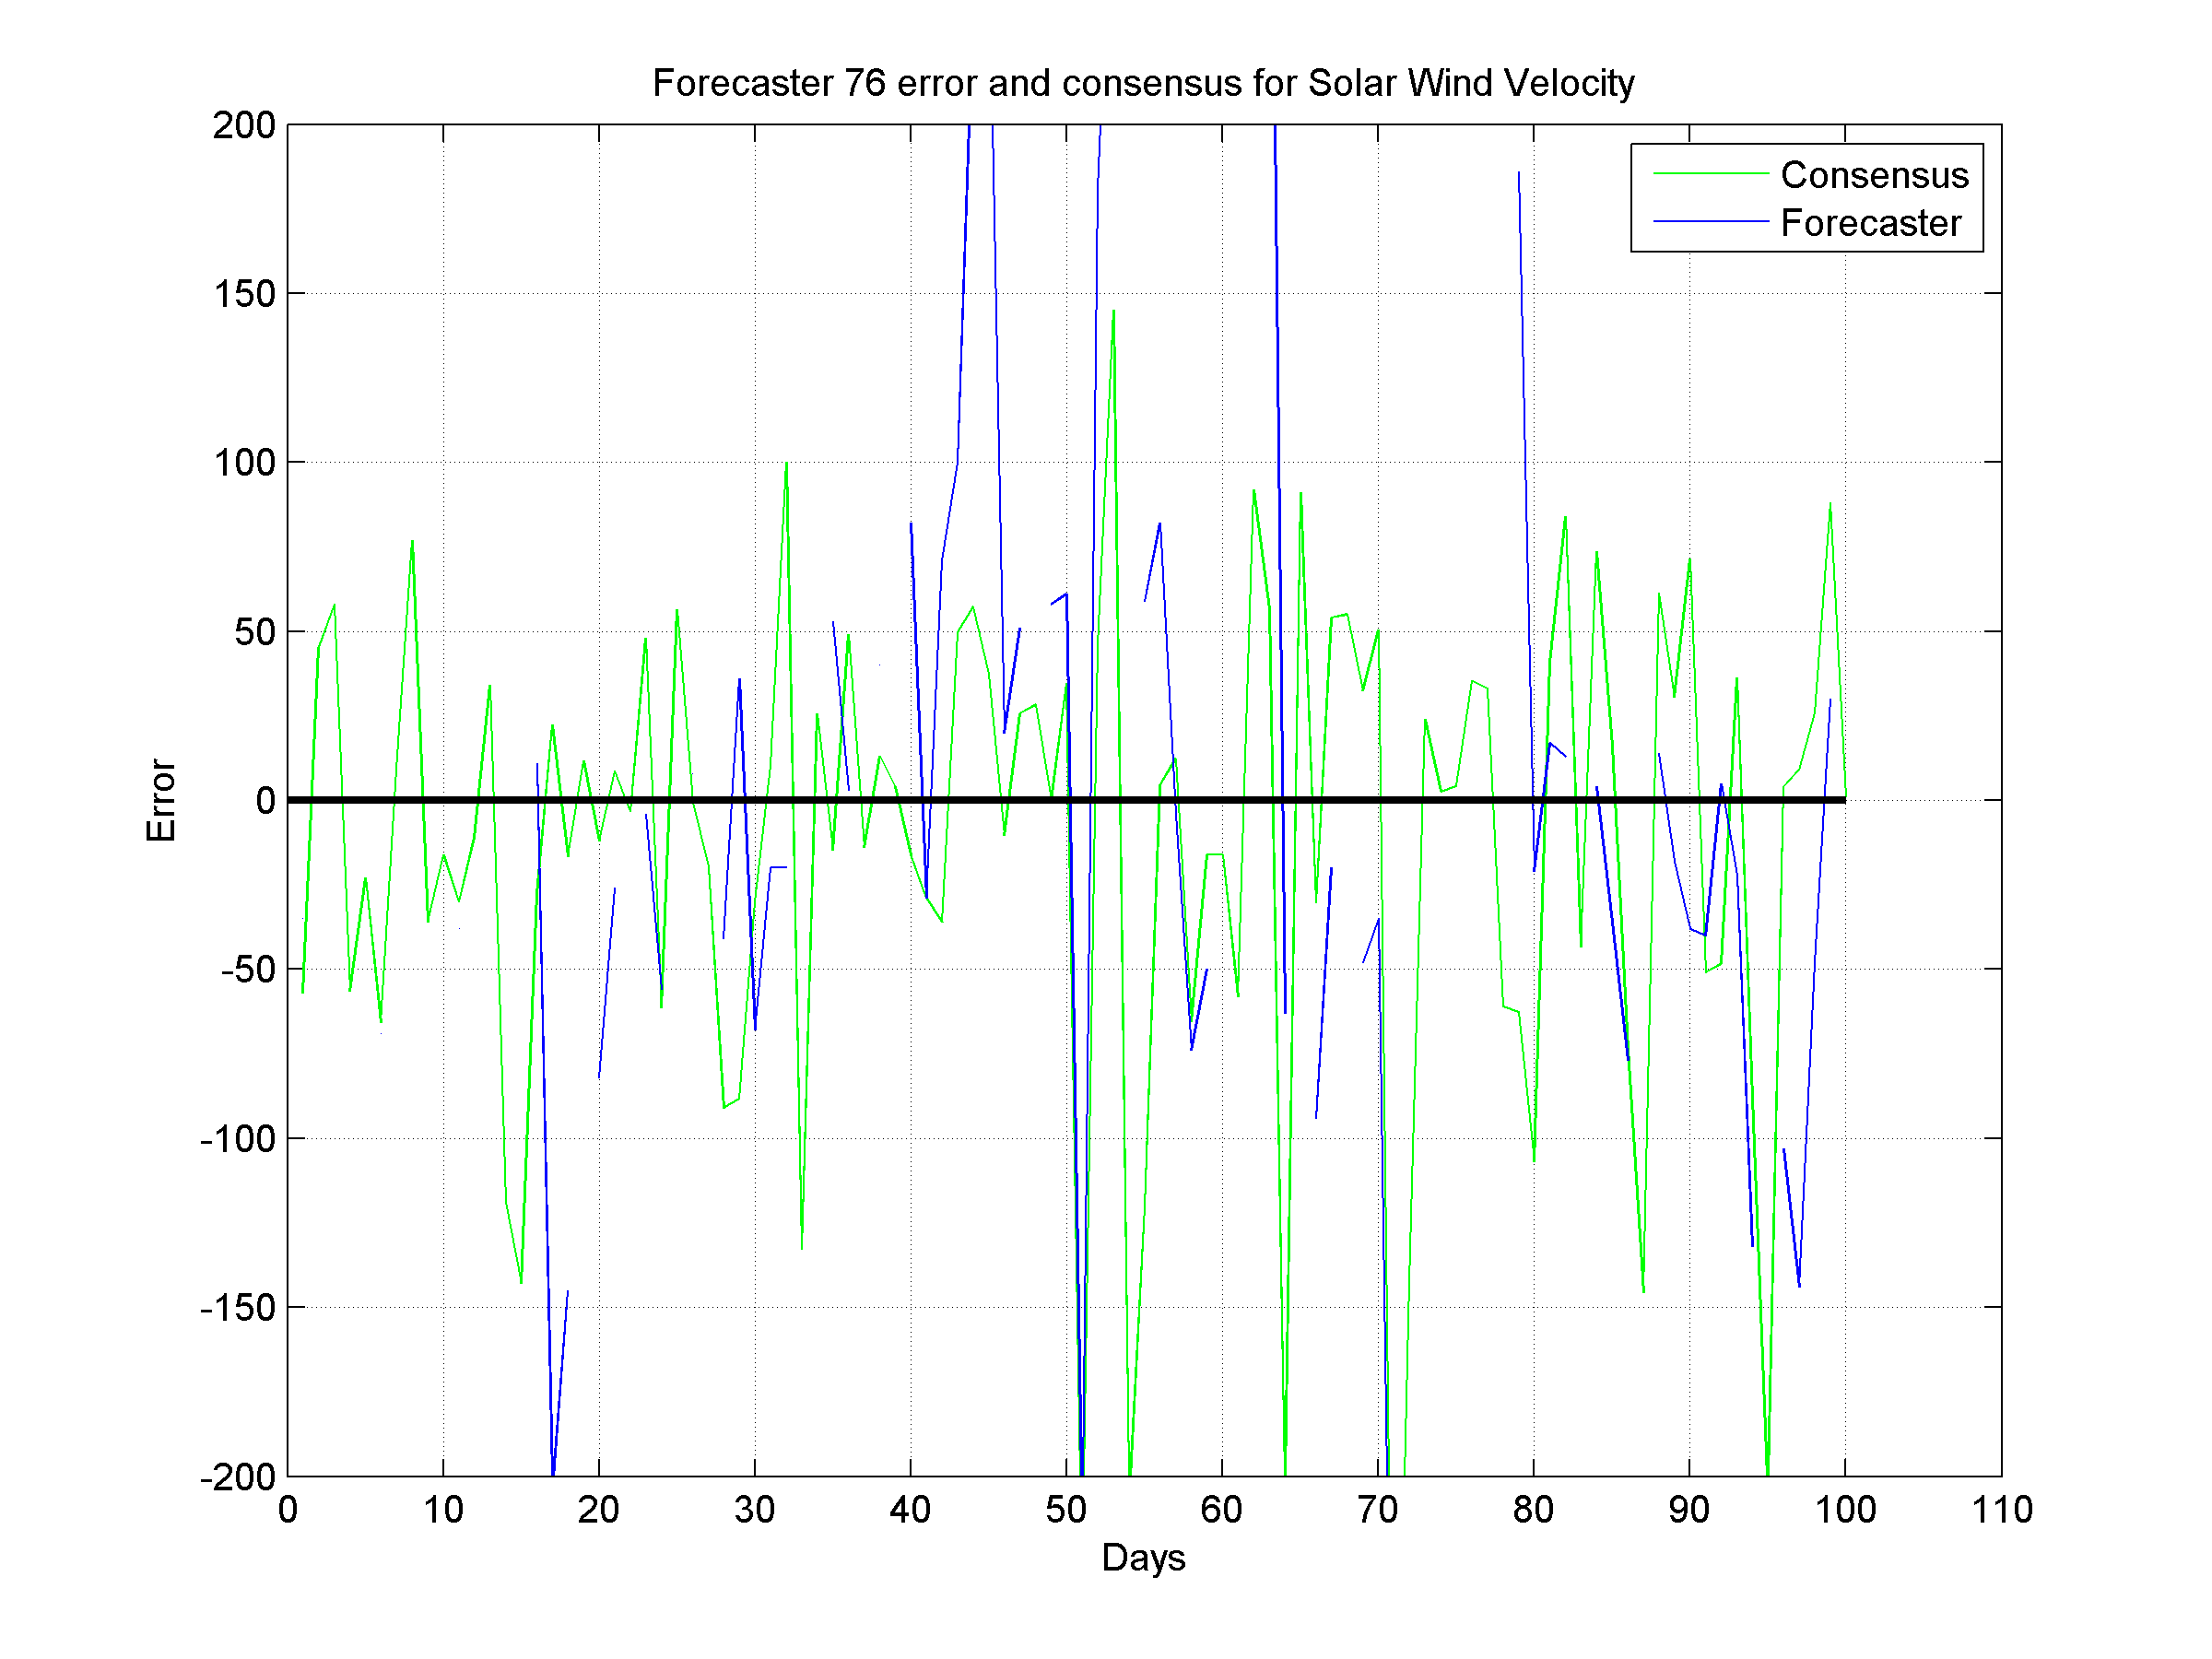 Forecaster 76 error and consensus for Solar Wind Velocity
200
150
100
50
0
-50
-100
-150
-200
Error
Consensus
Forecaster
0 10 20 30 40 50 60 70 80 90 100 110
Days